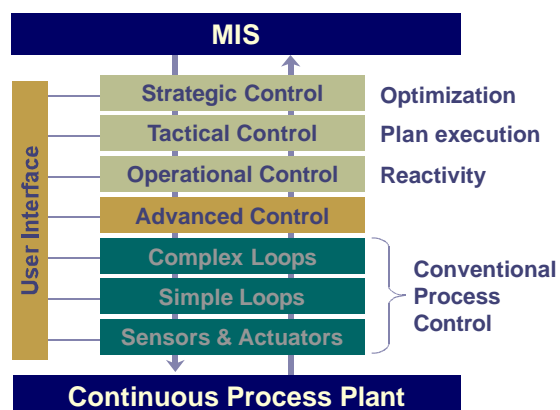 MIS
User Interface
Strategic Control
Optimization
Tactical Control
Plan execution
Operational Control
Reactivity
Advanced Control
Complex Loops
Simple Loops
Sensors & Actuators
Conventional
Process
Control
Continuous Process Plant